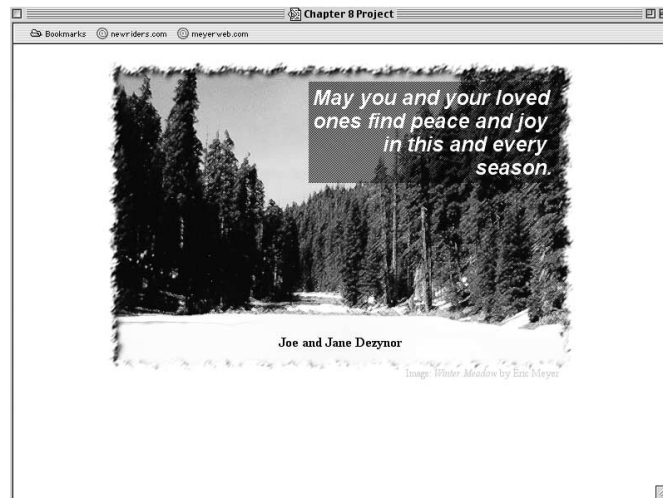 Chapter 8 Project
Bookmarks newriders.com meyerweb.com
May you and your loved
ones find peace and joy
in this and every
season.
Joe and Jane Dezynor
Image: Winter Meadow by Eric Meyer